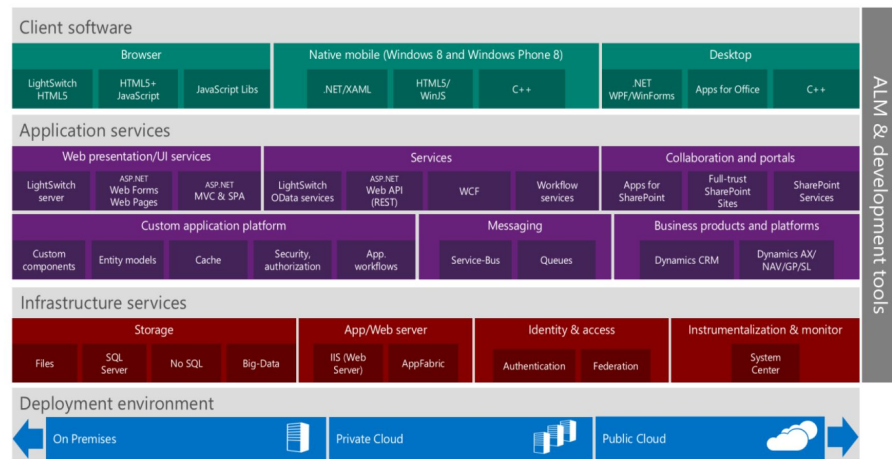 Client software
Browser
Native mobile (Windows 8 and Windows Phone 8)
Desktop
LightSwitch
HTML5
HTML5+
JavaScript
JavaScript Libs
.NET/XAML
HTML5/
WinJS
C++
.NET
WPF/WinForms
Apps for Office
C++
Application services
Web presentation/UI services
Services
Collaboration and portals
LightSwitch
server
ASP.NET
Web Forms
Web Pages
ASP.NET
MVC & SPA
LightSwitch
OData services
ASP.NET
Web API
(REST)
WCF
Workflow
services
Apps for
SharePoint
Full-trust
SharePoint
Sites
SharePoint
Services
Custom application platform
Messaging
Business products and platforms
Custom
components
Entity models
Cache
Security,
authorization
App.
workflows
Service-Bus
Queues
Dynamics CRM
Dynamics AX/
NAV/GP/SL
Infrastructure services
Storage
App/Web server
Identity & access
Instrumentalization & monitor
Files
SQL
Server
No SQL
Big-Data
IIS (Web
Server)
AppFabric
Authentication
Federation
System
Center
Deployment environment
On Premises
Private Cloud
Public Cloud
ALM & development tools